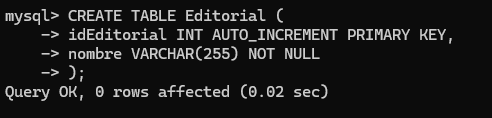 mysql> CREATE TABLE Editorial (
    -> idEditorial INT AUTO_INCREMENT PRIMARY KEY,
    -> nombre VARCHAR(255) NOT NULL
    -> );
Query OK, 0 rows affected (0.02 sec)